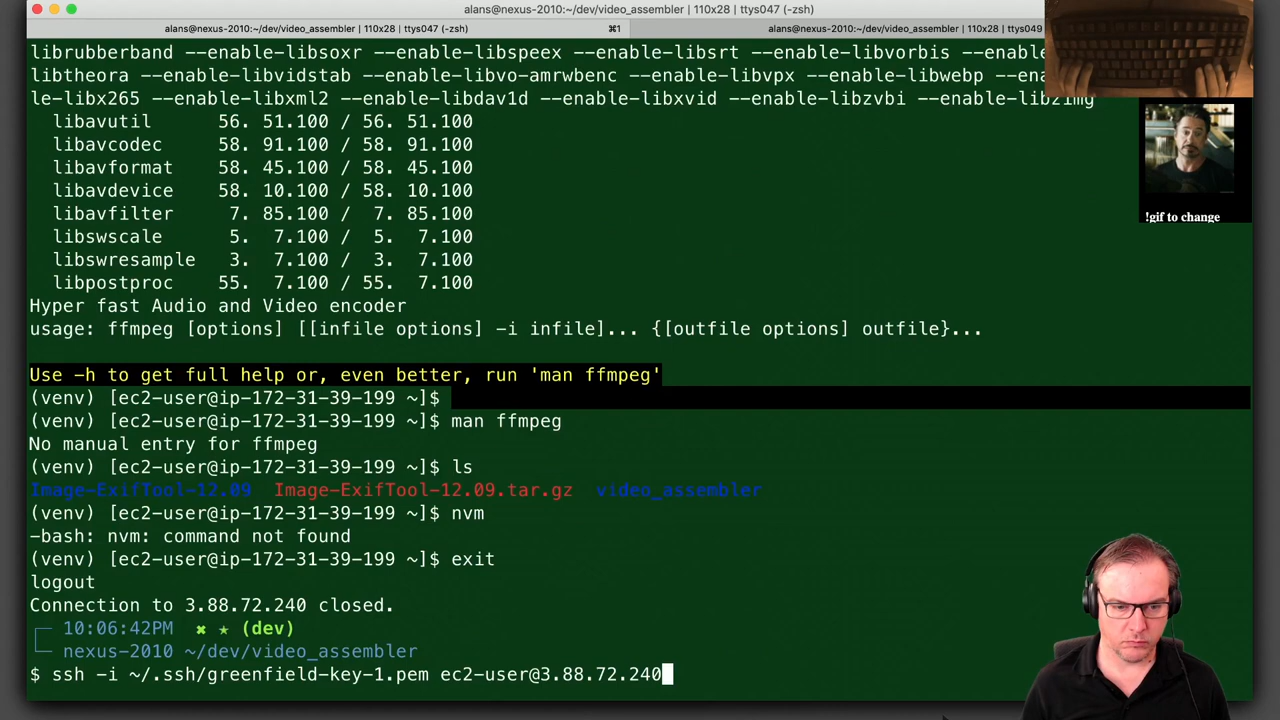 alans@nexus-2010:~/dev/video_assembler | 110x28 | ttys047 (-zsh)
alans@nexus-2010:~/dev/video_assembler | 110x28 | ttys047 (-zsh)
⌘1
alans@nexus-2010:~/dev/video_assembler | 110x28 | ttys049
librubberband --enable-libsoxr --enable-libspeex --enable-libsrt --enable-libvorbis
libtheora --enable-libvidstab --enable-libvo-amrwbenc --enable-libvpx --enable-libwebp
le-libx265 --enable-libxml2 --enable-libdav1d --enable-libxvid --enable-libzvbi --enable-libzimg
libavutil 56. 51.100 / 56. 51.100
libavcodec 58. 91.100 / 58. 91.100
libavformat 58. 45.100 / 58. 45.100
libavdevice 58. 10.100 / 58. 10.100
libavfilter 7. 85.100 / 7. 85.100
libswscale 5. 7.100 / 5. 7.100
libswresample 3. 7.100 / 3. 7.100
libpostproc 55. 7.100 / 55. 7.100
Hyper fast Audio and Video encoder
usage: ffmpeg [options] [[infile options] -i infile]... {[outfile options] outfile}...
Use -h to get full help or, even better, run 'man ffmpeg'
(venv) [ec2-user@ip-172-31-39-199 ~]$
(venv) [ec2-user@ip-172-31-39-199 ~]$ man ffmpeg
No manual entry for ffmpeg
(venv) [ec2-user@ip-172-31-39-199 ~]$ ls
Image-ExifTool-12.09 Image-ExifTool-12.09.tar.gz video_assembler
(venv) [ec2-user@ip-172-31-39-199 ~]$ nvm
-bash: nvm: command not found
(venv) [ec2-user@ip-172-31-39-199 ~]$ exit
logout
Connection to 3.88.72.240 closed.
10:06:42PM ✖ ★ (dev)
nexus-2010 ~/dev/video_assembler
$ ssh -i ~/.ssh/greenfield-key-1.pem ec2-user@3.88.72.240
!gif to change